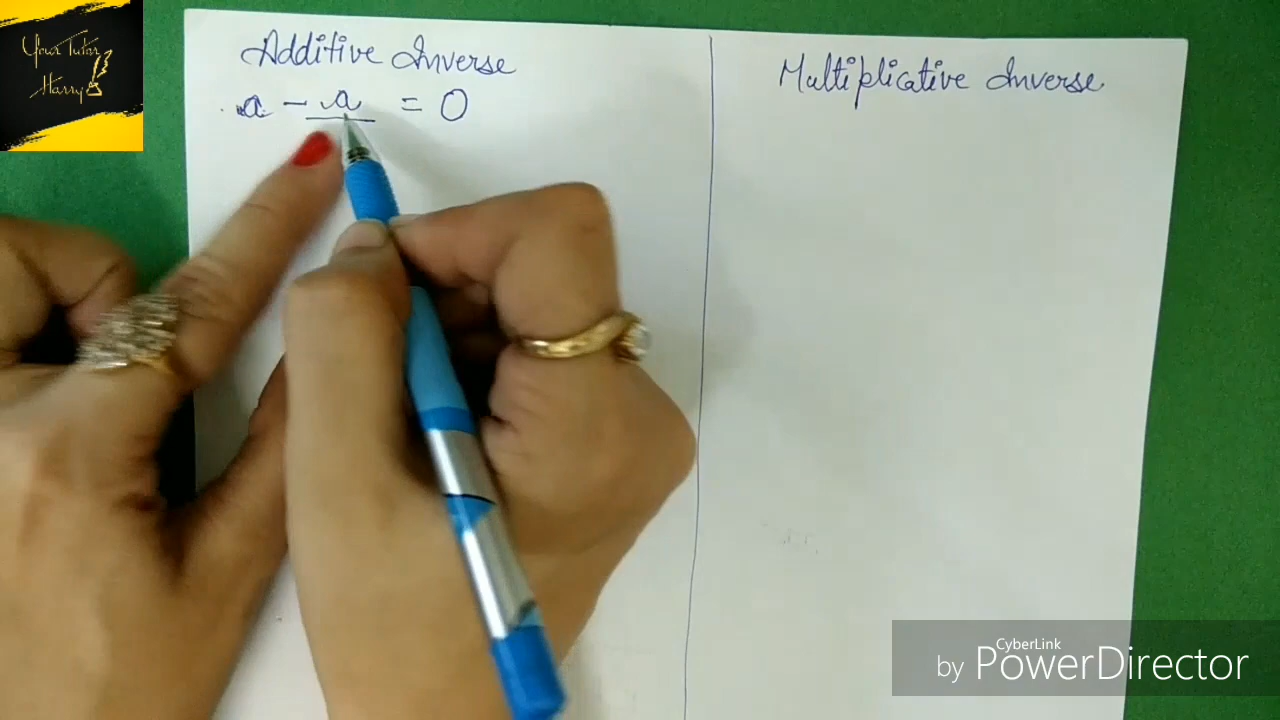 Your Tutor
Harry
Additive Inverse
a - a = 0
Multiplicative Inverse
CyberLink
by PowerDirector